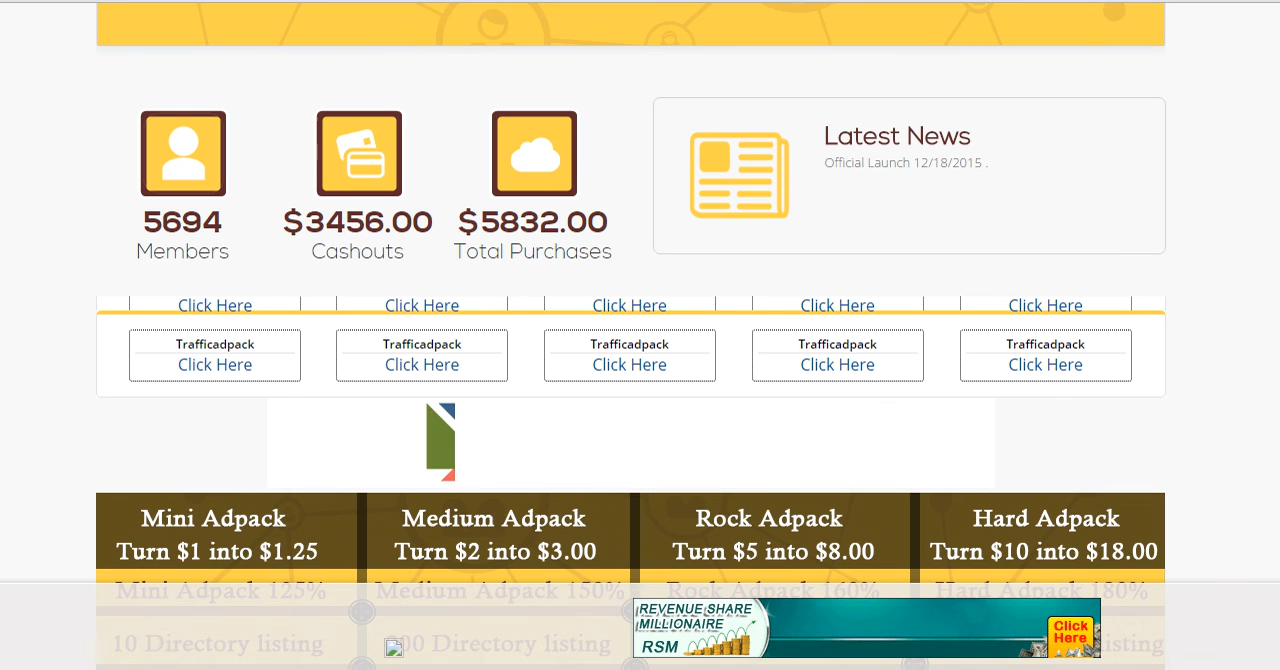 5694
Members
$3456.00
Cashouts
$5832.00
Total Purchases
Latest News
Official Launch 12/18/2015 .
Click Here
Click Here
Click Here
Click Here
Click Here
Trafficadpack
Click Here
Trafficadpack
Click Here
Trafficadpack
Click Here
Trafficadpack
Click Here
Trafficadpack
Click Here
Mini Adpack
Turn $1 into $1.25
Medium Adpack
Turn $2 into $3.00
Rock Adpack
Turn $5 into $8.00
Hard Adpack
Turn $10 into $18.00
Mini Adpack 125%
Medium Adpack 150%
Rock Adpack 160%
Hard Adpack 180%
10 Directory listing
00 Directory listing
listing
REVENUE SHARE
MILLIONAIRE
RSM
Click
Here